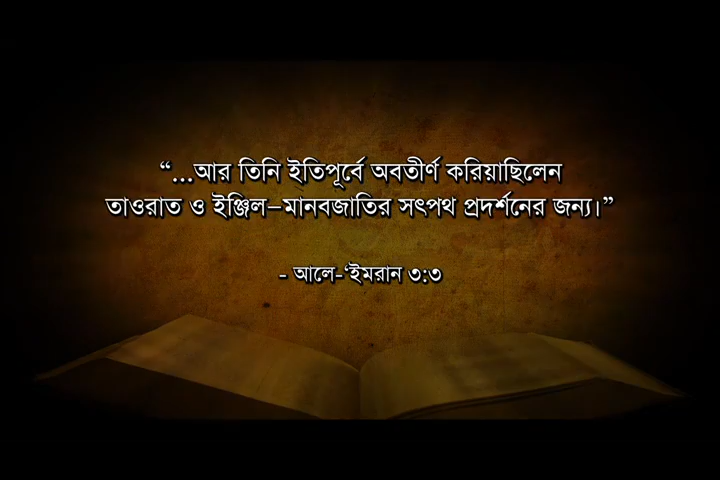 “...আর তিনি ইতিপূর্বে অবতীর্ণ করিয়াছিলেন
তাওরাত ও ইঞ্জিল–মানবজাতির সৎপথ প্রদর্শনের জন্য।”
- আলে-‘ইমরান ৩:৩